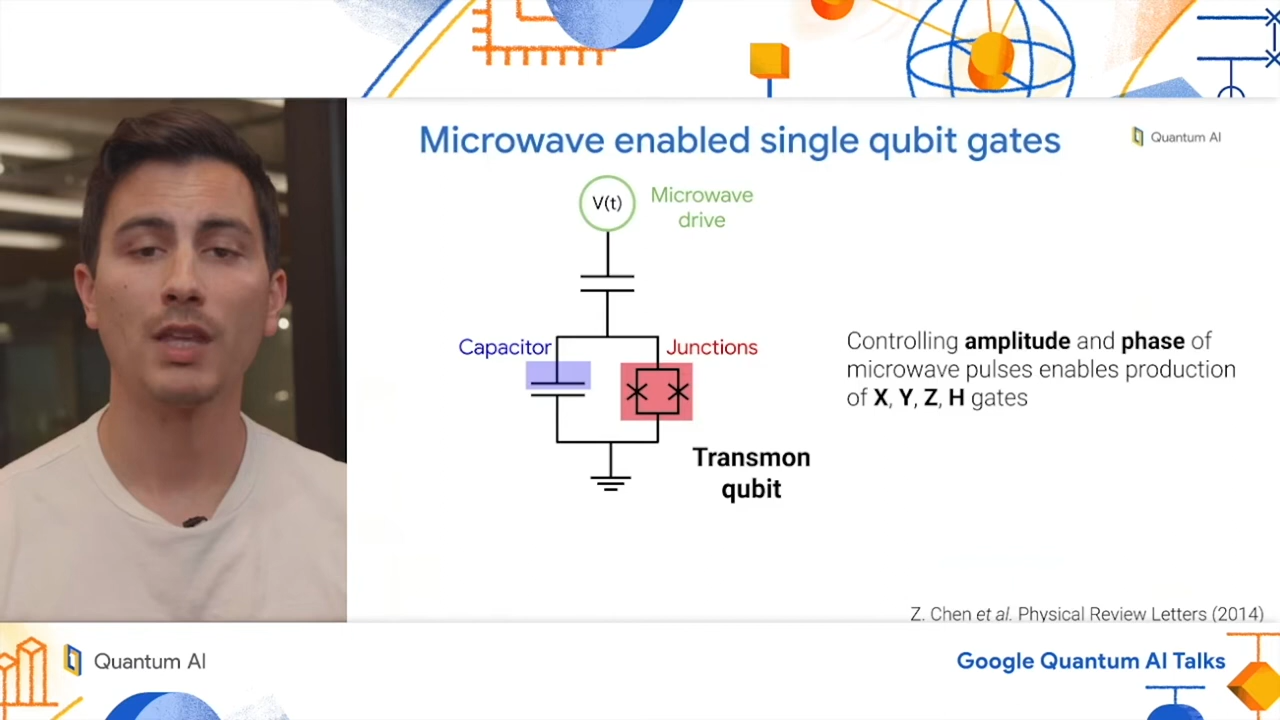 Microwave enabled single qubit gates
Quantum AI
V(t)
Microwave
drive
Capacitor
Junctions
Controlling amplitude and phase of
microwave pulses enables production
of X, Y, Z, H gates
Transmon
qubit
Z. Chen et al. Physical Review Letters (2014)
Quantum AI
Google Quantum AI Talks